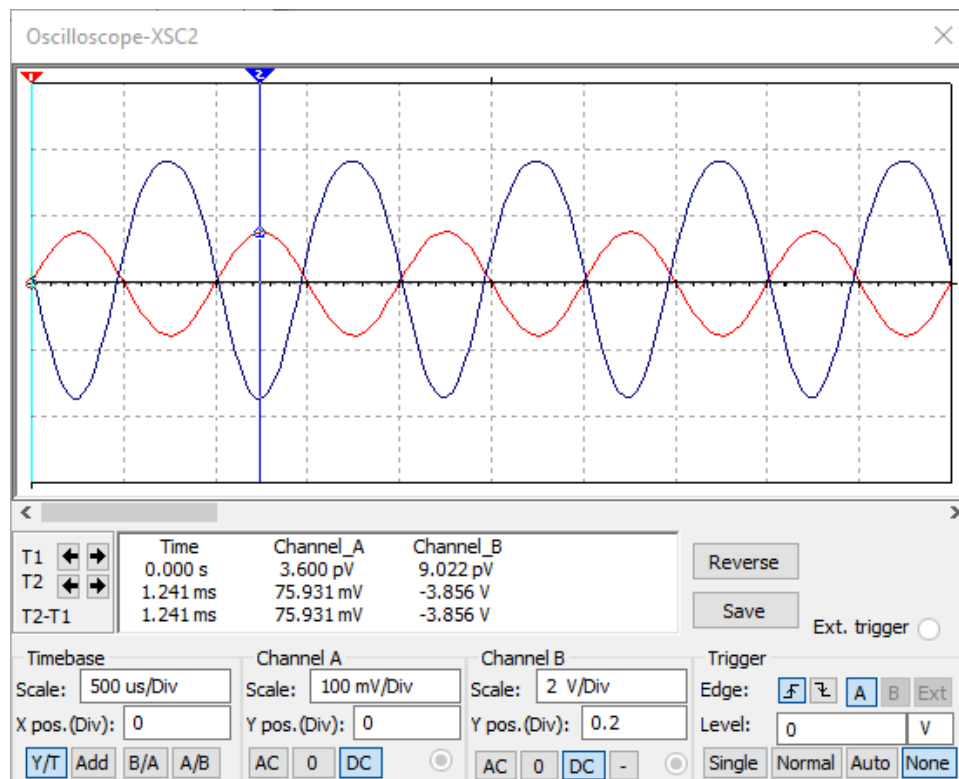 Oscilloscope-XSC2
1 2
T1 T2 T2-T1
Time Channel_A Channel_B
0.000 s 3.600 pV 9.022 pV
1.241 ms 75.931 mV -3.856 V
1.241 ms 75.931 mV -3.856 V
Reverse
Save
Ext. trigger
Timebase Channel A Channel B Trigger
Scale: 500 us/Div Scale: 100 mV/Div Scale: 2 V/Div Edge: A B Ext
X pos.(Div): 0 Y pos.(Div): 0 Y pos.(Div): 0.2 Level: 0 V
Y/T Add B/A A/B AC 0 DC AC 0 DC - Single Normal Auto None